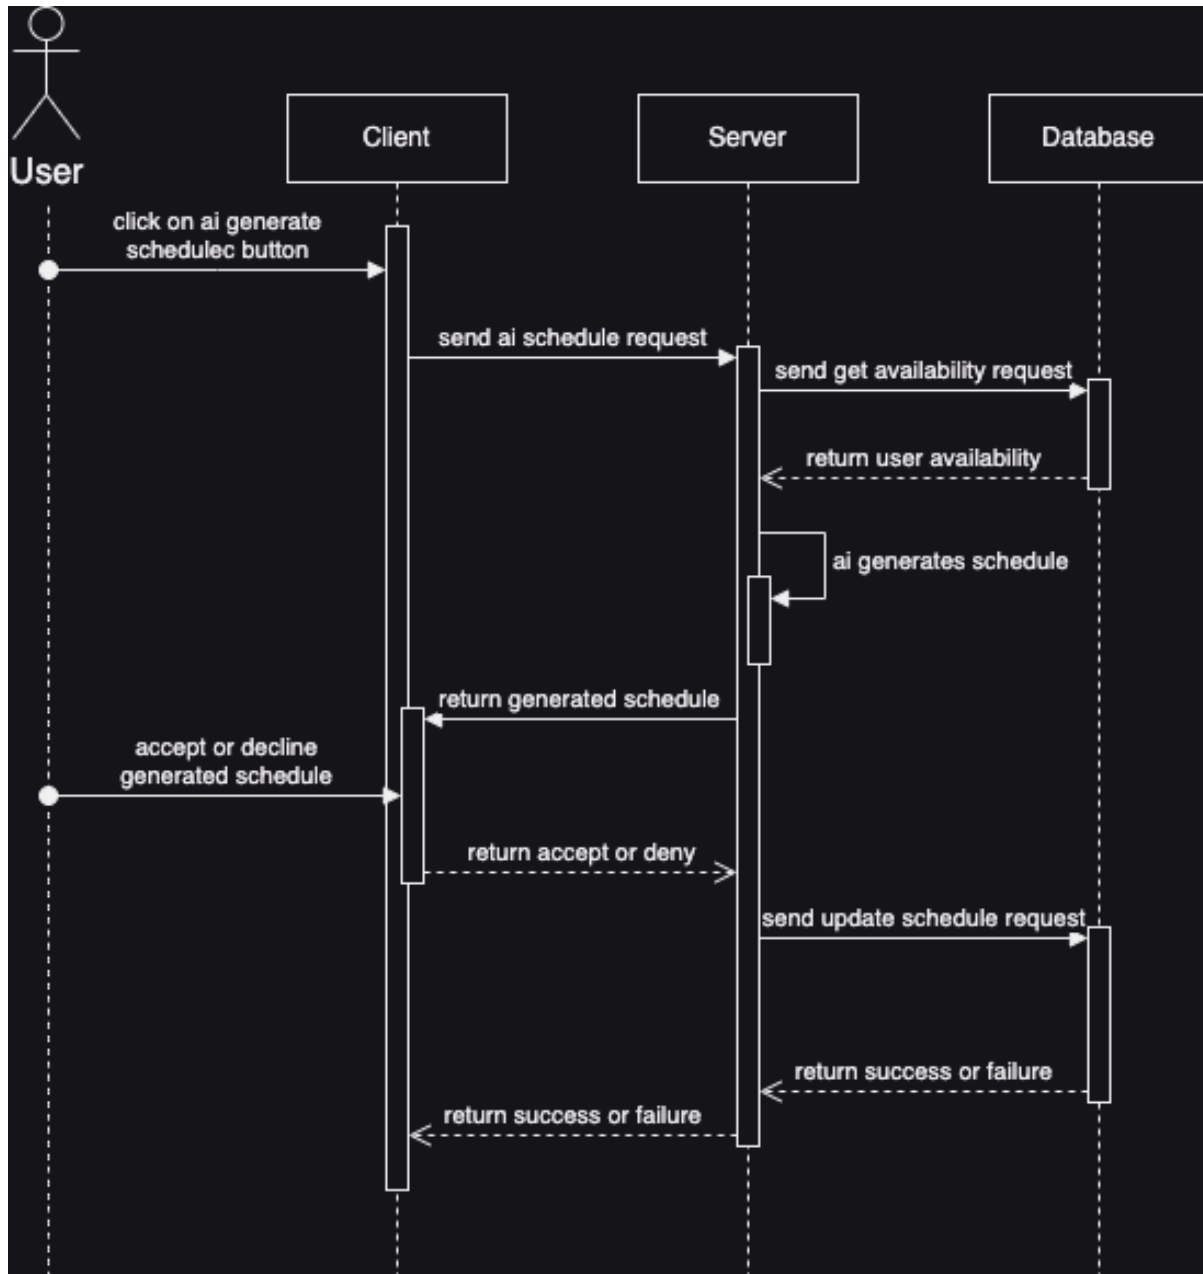 User
Client
Server
Database
click on ai generate
schedulec button
send ai schedule request
send get availability request
return user availability
ai generates schedule
return generated schedule
accept or decline
generated schedule
return accept or deny
send update schedule request
return success or failure
return success or failure